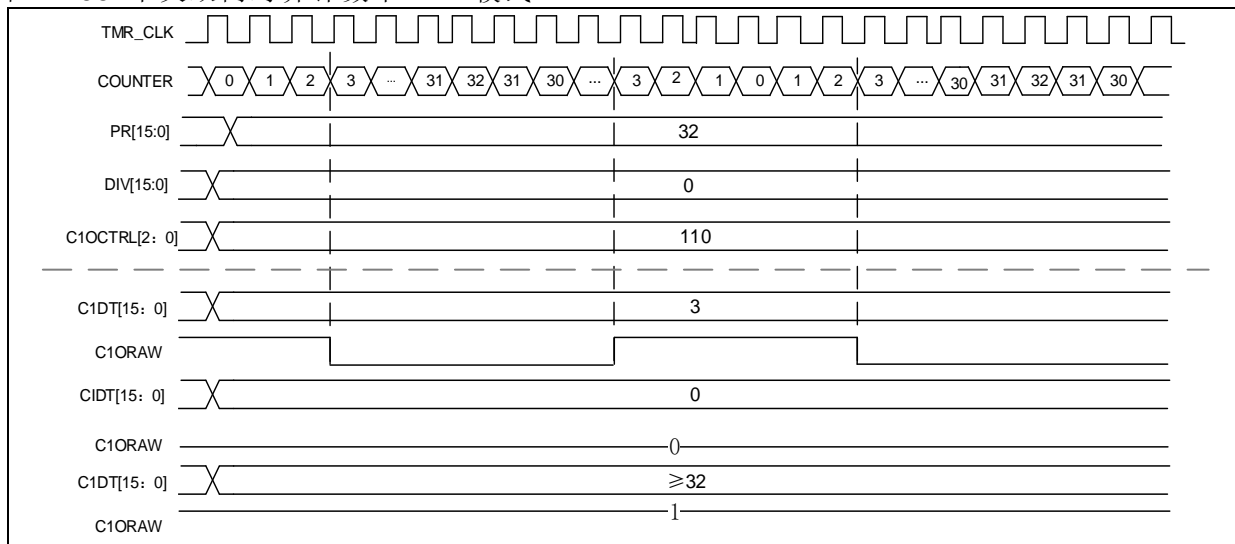 TMR_CLK
COUNTER 0 1 2 3 ... 31 32 31 30 ... 3 2 1 0 1 2 3 ... 30 31 32 31 30
PR[15:0] 32
DIV[15:0] 0
C1OCTRL[2：0] 110
C1DT[15：0] 3
C1ORAW
CIDT[15：0] 0
C1ORAW 0
C1DT[15：0] ≥32
C1ORAW 1